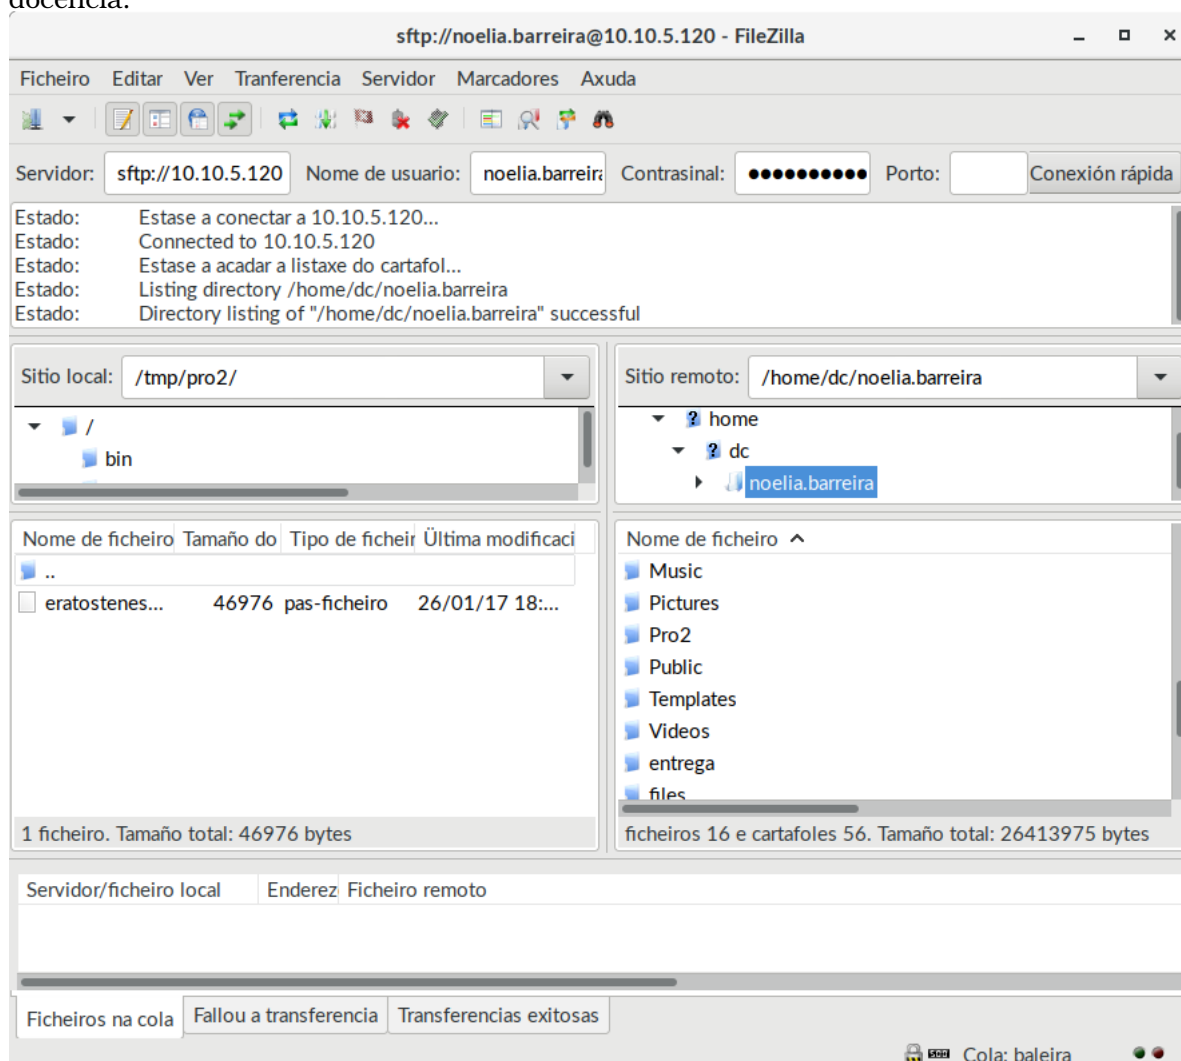 docencia.
sftp://noelia.barreira@10.10.5.120 - FileZilla
Ficheiro Editar Ver Tranferencia Servidor Marcadores Axuda
Servidor: sftp://10.10.5.120 Nome de usuario: noelia.barreira Contrasinal: ●●●●●●●●●● Porto: Conexión rápida
Estado: Estase a conectar a 10.10.5.120...
Estado: Connected to 10.10.5.120
Estado: Estase a acadar a listaxe do cartafol...
Estado: Listing directory /home/dc/noelia.barreira
Estado: Directory listing of "/home/dc/noelia.barreira" successful
Sitio local: /tmp/pro2/
/
bin
Sitio remoto: /home/dc/noelia.barreira
? home
? dc
noelia.barreira
Nome de ficheiro Tamaño do Tipo de ficheir Última modificaci
..
eratostenes... 46976 pas-ficheiro 26/01/17 18:...
1 ficheiro. Tamaño total: 46976 bytes
Nome de ficheiro
Music
Pictures
Pro2
Public
Templates
Videos
entrega
files
ficheiros 16 e cartafoles 56. Tamaño total: 26413975 bytes
Servidor/ficheiro local Enderez Ficheiro remoto
Ficheiros na cola Fallou a transferencia Transferencias exitosas
Cola: baleira